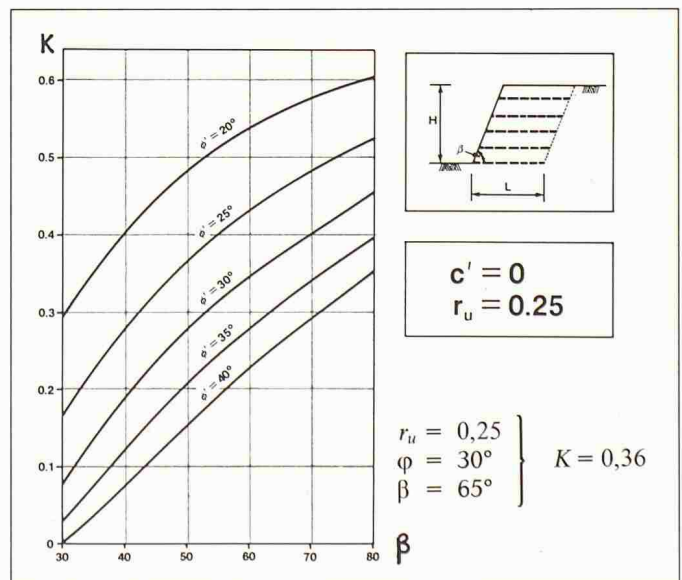 K
0.6
0.5
0.4
0.3
0.2
0.1
0
30 40 50 60 70 80
β
ϕ' = 20°
ϕ' = 25°
ϕ' = 30°
ϕ' = 35°
ϕ' = 40°
H
β
L
c' = 0
r_u = 0.25
r_u = 0,25
φ = 30°
β = 65°
K = 0,36